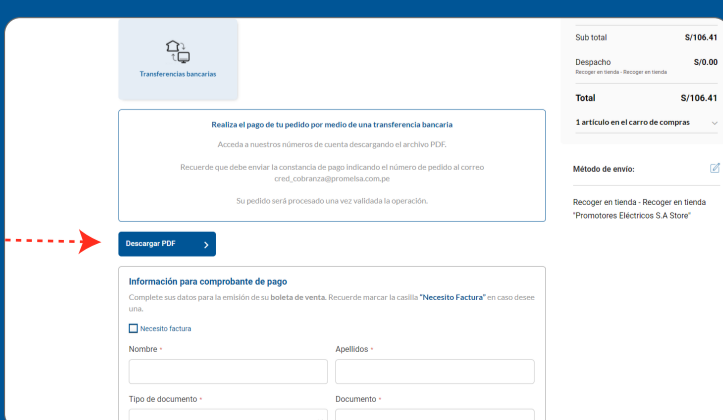 Transferencias bancarias
Realiza el pago de tu pedido por medio de una transferencia bancaria
Acceda a nuestros números de cuenta descargando el archivo PDF.
Recuerde que debe enviar la constancia de pago indicando el número de pedido al correo
cred_cobranza@promelsa.com.pe
Su pedido será procesado una vez validada la operación.
Descargar PDF
Información para comprobante de pago
Complete sus datos para la emisión de su boleta de venta. Recuerde marcar la casilla "Necesito Factura" en caso desee
una.
Necesito factura
Nombre *
Apellidos *
Tipo de documento *
Documento *
Sub total S/106.41
Despacho S/0.00
Recoger en tienda - Recoger en tienda
Total S/106.41
1 artículo en el carro de compras
Método de envío:
Recoger en tienda - Recoger en tienda
"Promotores Eléctricos S.A Store"